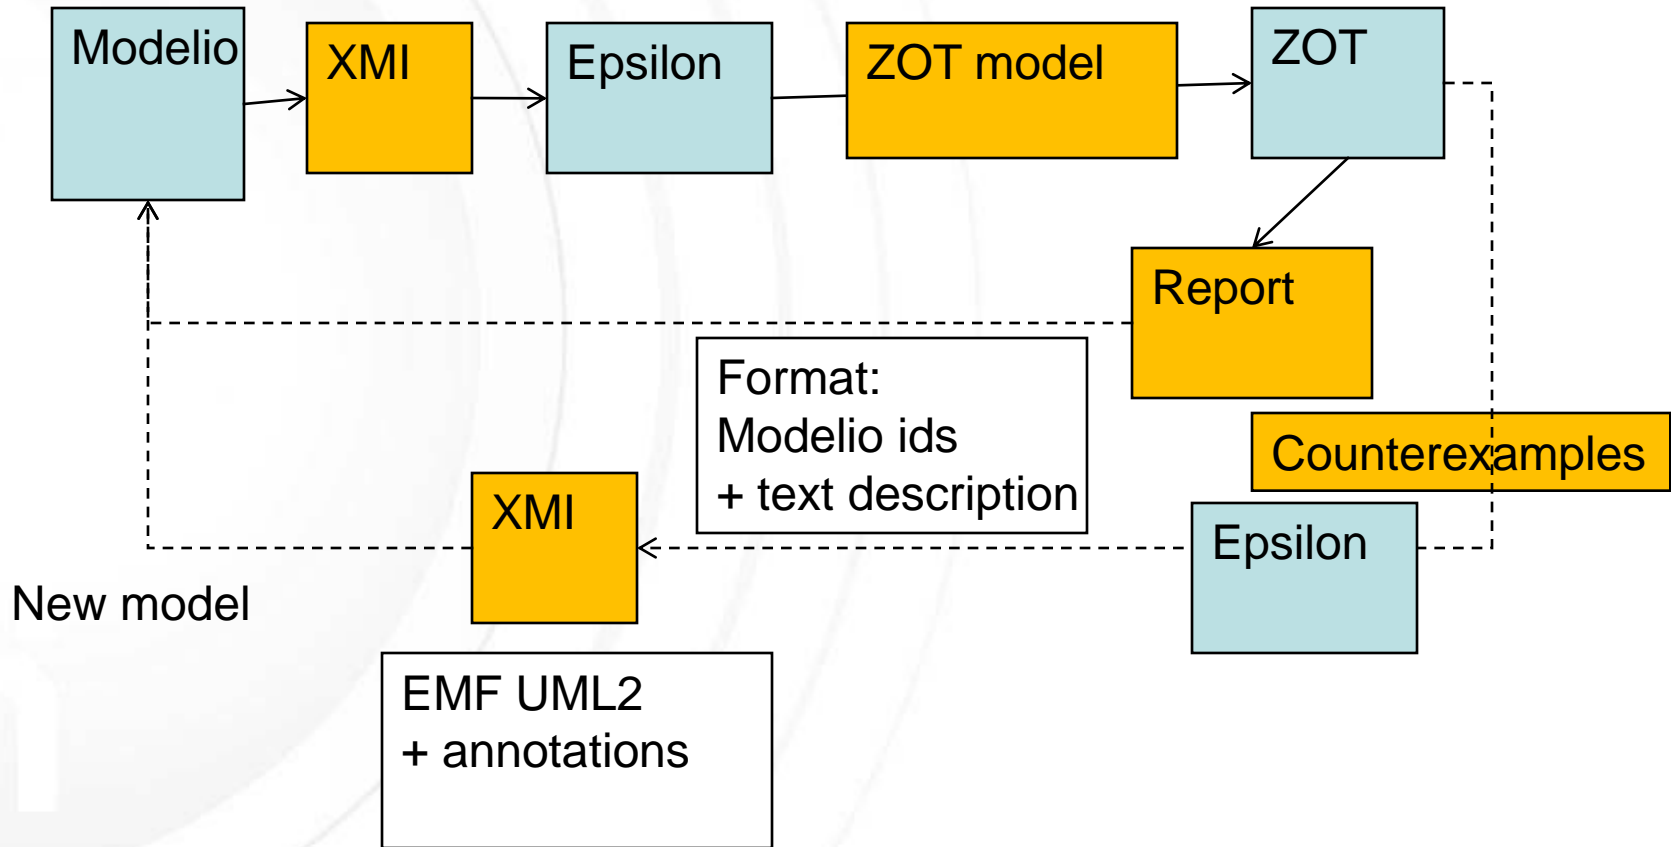 Modelio
XMI
Epsilon
ZOT model
ZOT
Report
Format:
Modelio ids
+ text description
Counterexamples
XMI
Epsilon
New model
EMF UML2
+ annotations